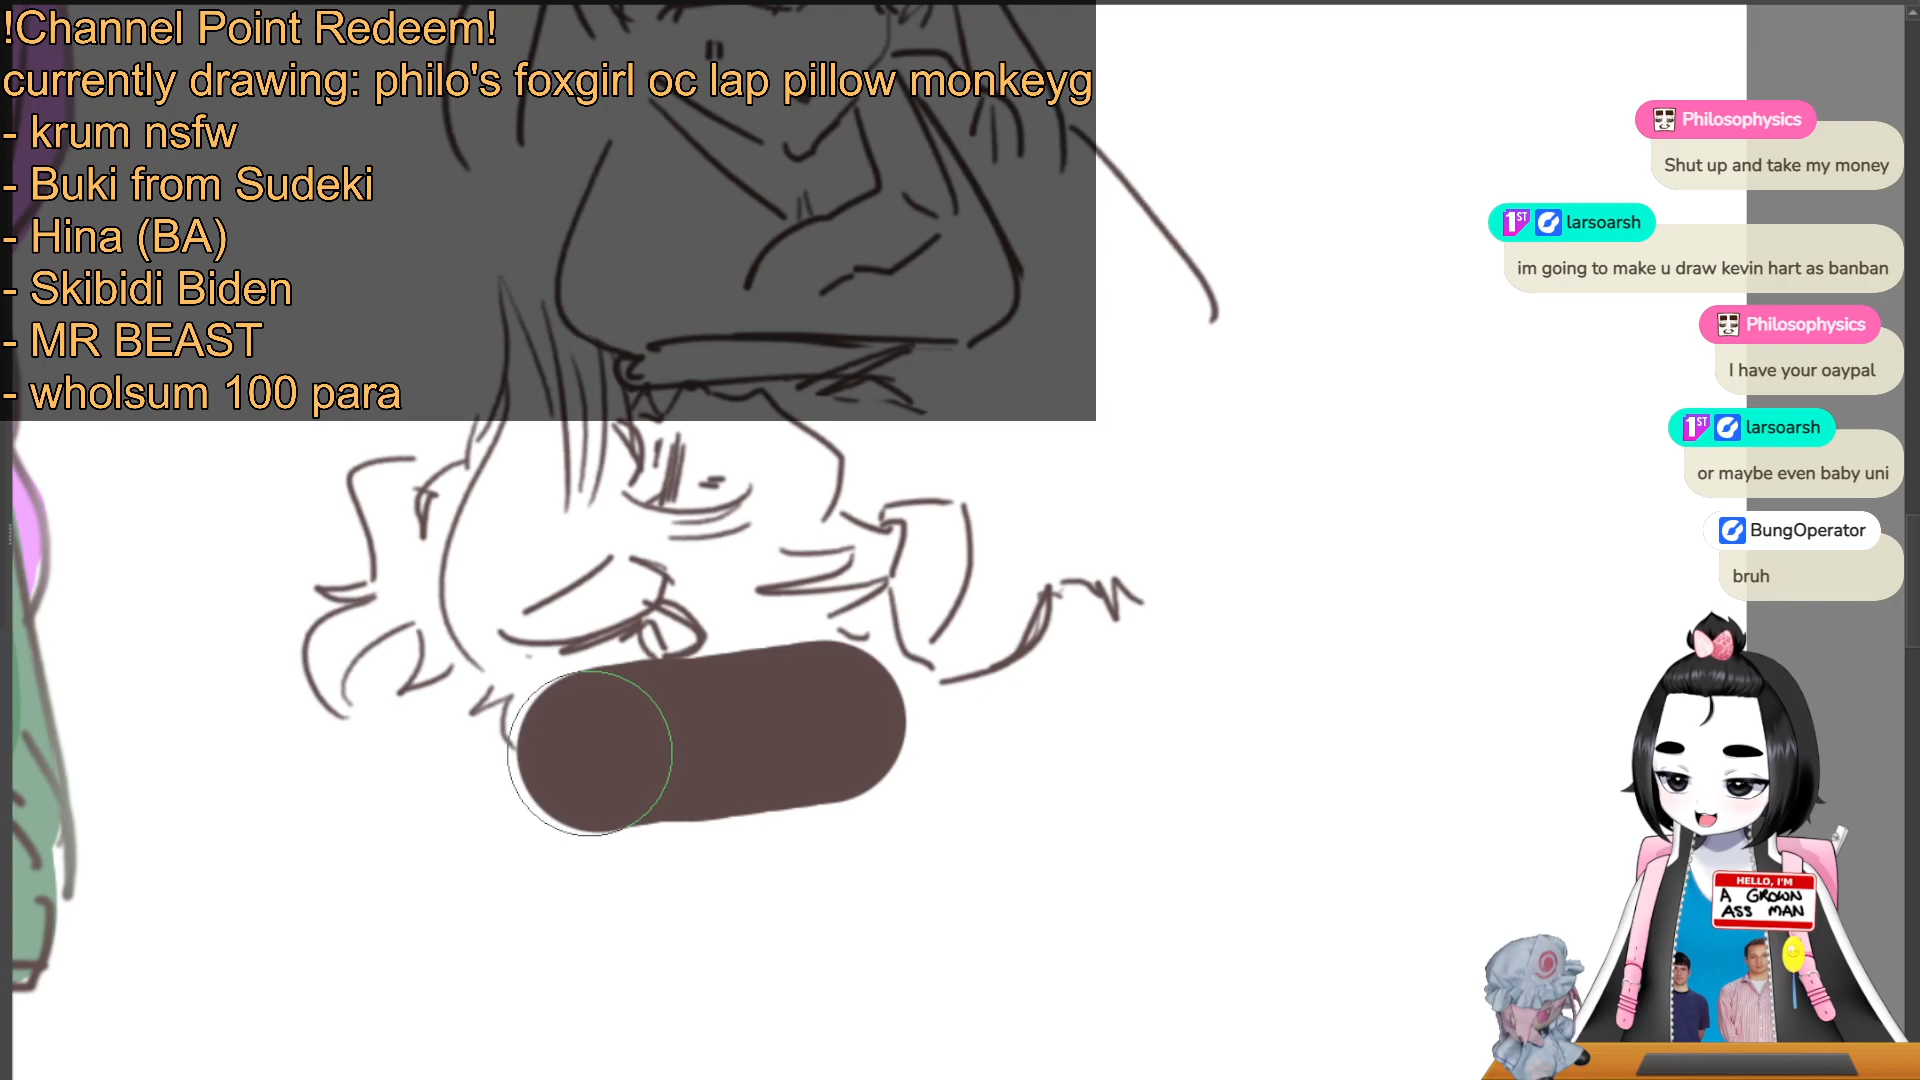 !Channel Point Redeem!
currently drawing: philo's foxgirl oc lap pillow monkeyg
- krum nsfw
- Buki from Sudeki
- Hina (BA)
- Skibidi Biden
- MR BEAST
- wholsum 100 para
Philosophysics
Shut up and take my money
1ST larsoarsh
im going to make u draw kevin hart as banban
Philosophysics
I have your oaypal
1ST larsoarsh
or maybe even baby uni
BungOperator
bruh
HELLO, I'M
A GROWN
ASS MAN